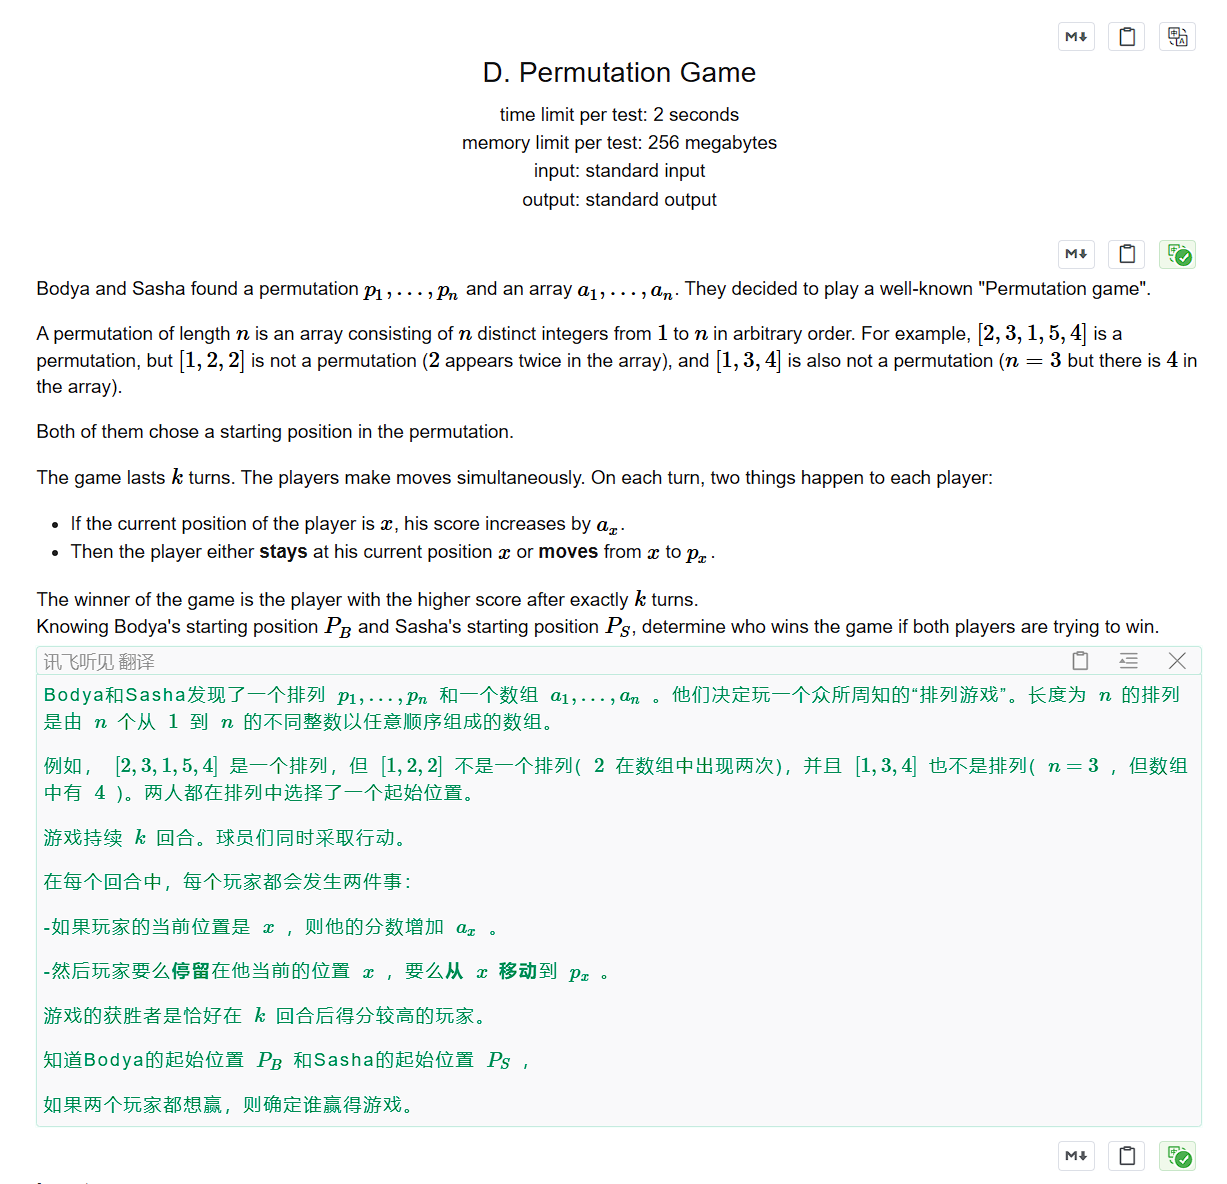 M↓
D. Permutation Game
time limit per test: 2 seconds
memory limit per test: 256 megabytes
input: standard input
output: standard output
M↓
Bodya and Sasha found a permutation p₁, . . . , pₙ and an array a₁, . . . , aₙ. They decided to play a well-known "Permutation game".
A permutation of length n is an array consisting of n distinct integers from 1 to n in arbitrary order. For example, [2, 3, 1, 5, 4] is a
permutation, but [1, 2, 2] is not a permutation (2 appears twice in the array), and [1, 3, 4] is also not a permutation (n = 3 but there is 4 in
the array).
Both of them chose a starting position in the permutation.
The game lasts k turns. The players make moves simultaneously. On each turn, two things happen to each player:
• If the current position of the player is x, his score increases by aₓ.
• Then the player either stays at his current position x or moves from x to pₓ.
The winner of the game is the player with the higher score after exactly k turns.
Knowing Bodya's starting position P_B and Sasha's starting position P_S, determine who wins the game if both players are trying to win.
讯飞听见 翻译
Bodya和Sasha发现了一个排列 p₁, . . . , pₙ 和一个数组 a₁, . . . , aₙ 。他们决定玩一个众所周知的“排列游戏”。长度为 n 的排列
是由 n 个从 1 到 n 的不同整数以任意顺序组成的数组。
例如， [2, 3, 1, 5, 4] 是一个排列，但 [1, 2, 2] 不是一个排列( 2 在数组中出现两次)，并且 [1, 3, 4] 也不是排列( n = 3 ，但数组
中有 4 )。两人都在排列中选择了一个起始位置。
游戏持续 k 回合。球员们同时采取行动。
在每个回合中，每个玩家都会发生两件事：
-如果玩家的当前位置是 x ，则他的分数增加 aₓ 。
-然后玩家要么停留在他当前的位置 x ，要么从 x 移动到 pₓ 。
游戏的获胜者是恰好在 k 回合后得分较高的玩家。
知道Bodya的起始位置 P_B 和Sasha的起始位置 P_S ，
如果两个玩家都想赢，则确定谁赢得游戏。
M↓